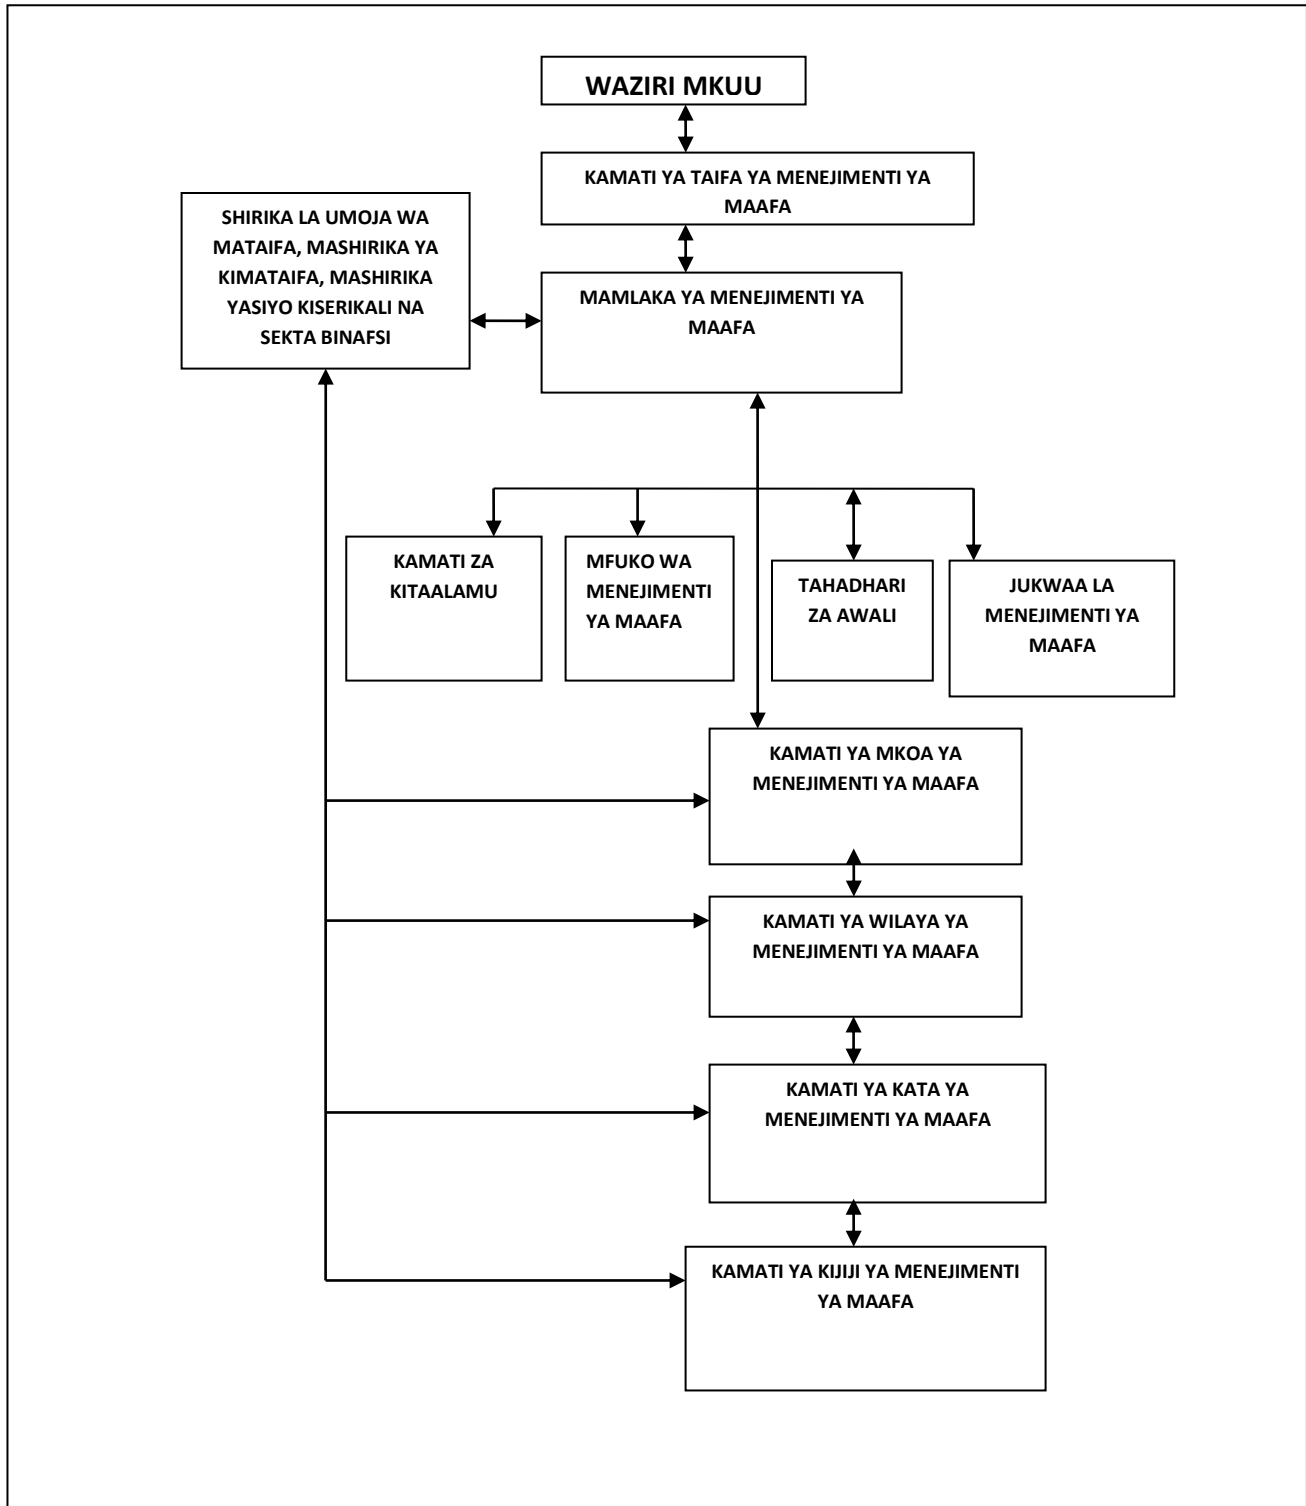 WAZIRI MKUU
KAMATI YA TAIFA YA MENEJIMENTI YA
MAAFA
SHIRIKA LA UMOJA WA
MATAIFA, MASHIRIKA YA
KIMATAIFA, MASHIRIKA
YASIYO KISERIKALI NA
SEKTA BINAFSI
MAMLAKA YA MENEJIMENTI YA
MAAFA
KAMATI ZA
KITAALAMU
MFUKO WA
MENEJIMENTI
YA MAAFA
TAHADHARI
ZA AWALI
JUKWAA LA
MENEJIMENTI YA
MAAFA
KAMATI YA MKOA YA
MENEJIMENTI YA MAAFA
KAMATI YA WILAYA YA
MENEJIMENTI YA MAAFA
KAMATI YA KATA YA
MENEJIMENTI YA MAAFA
KAMATI YA KIJIJI YA MENEJIMENTI
YA MAAFA